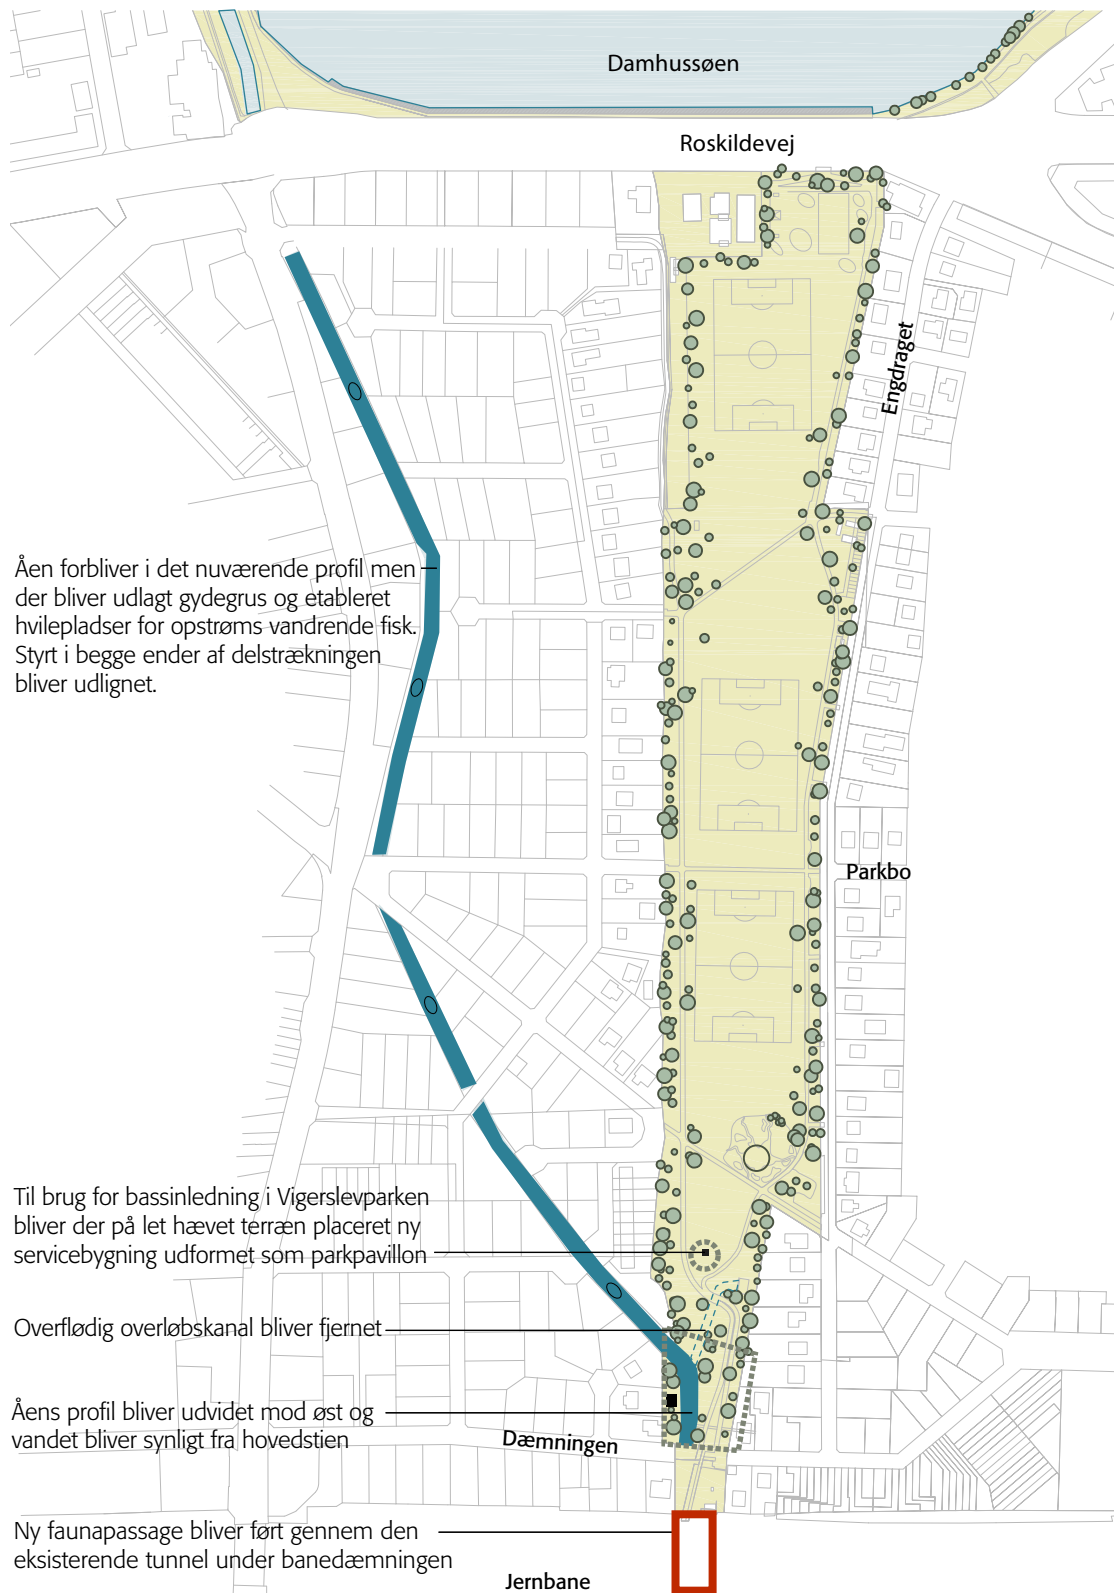 Damhussøen
Roskildevej
Engdraget
Åen forbliver i det nuværende profil men
der bliver udlagt gydegrus og etableret
hvilepladser for opstrøms vandrende fisk.
Styrt i begge ender af delstrækningen
bliver udlignet.
Parkbo
Til brug for bassinledning i Vigerslevparken
bliver der på let hævet terræn placeret ny
servicebygning udformet som parkpavillon
Overflødig overløbskanal bliver fjernet
Åens profil bliver udvidet mod øst og
vandet bliver synligt fra hovedstien
Dæmningen
Ny faunapassage bliver ført gennem den
eksisterende tunnel under banedæmningen
Jernbane